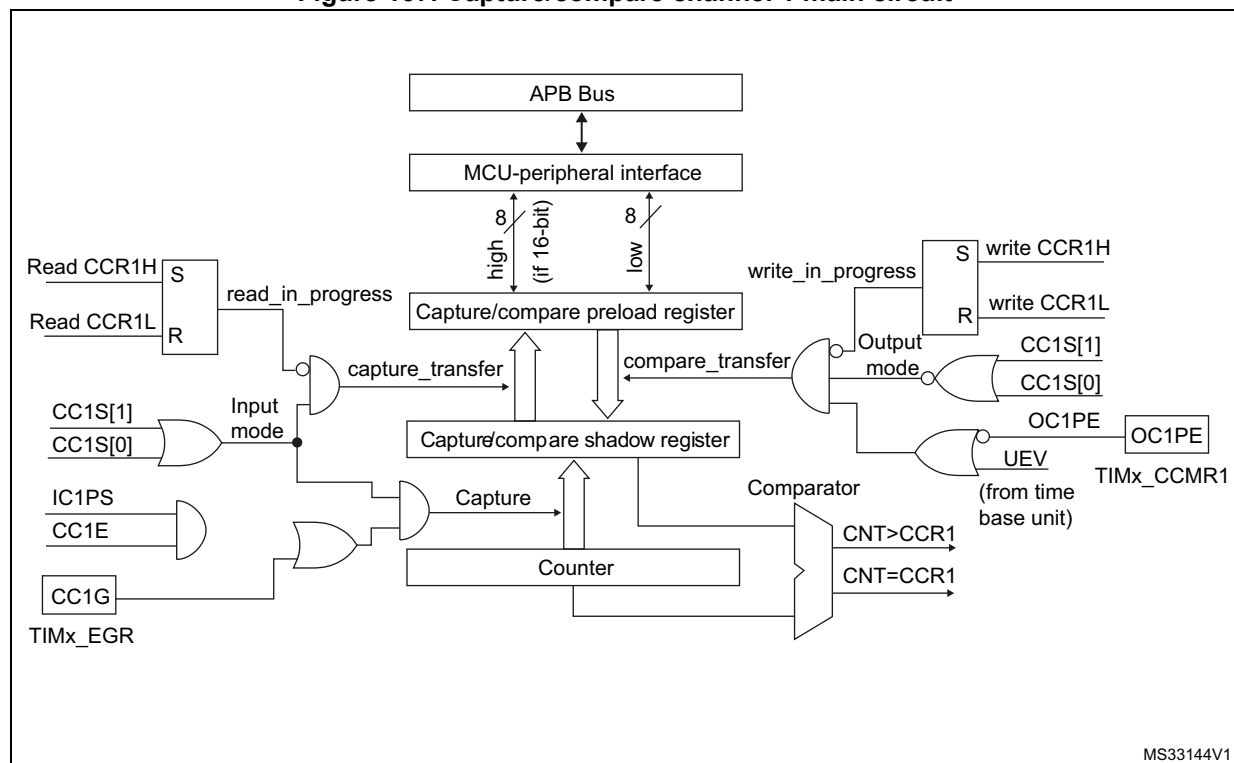 APB Bus
MCU-peripheral interface
8
high
(if 16-bit)
8
low
Read CCR1H
S
read_in_progress
Read CCR1L
R
write_in_progress
S
write CCR1H
R
write CCR1L
Capture/compare preload register
capture_transfer
compare_transfer
Output
mode
CC1S[1]
CC1S[0]
CC1S[1]
CC1S[0]
Input
mode
Capture/compare shadow register
OC1PE
OC1PE
UEV
TIMx_CCMR1
(from time
base unit)
IC1PS
CC1E
Capture
Comparator
CNT>CCR1
CNT=CCR1
Counter
CC1G
TIMx_EGR
MS33144V1